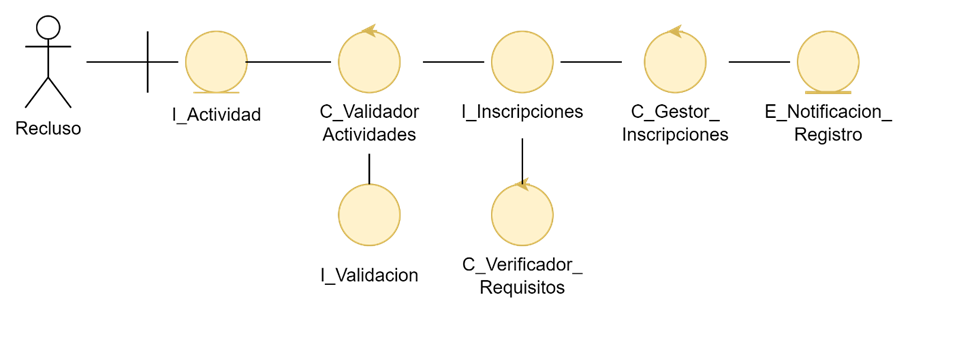 Recluso
I_Actividad
C_Validador
Actividades
I_Inscripciones
C_Gestor_
Inscripciones
E_Notificacion_
Registro
I_Validacion
C_Verificador_
Requisitos